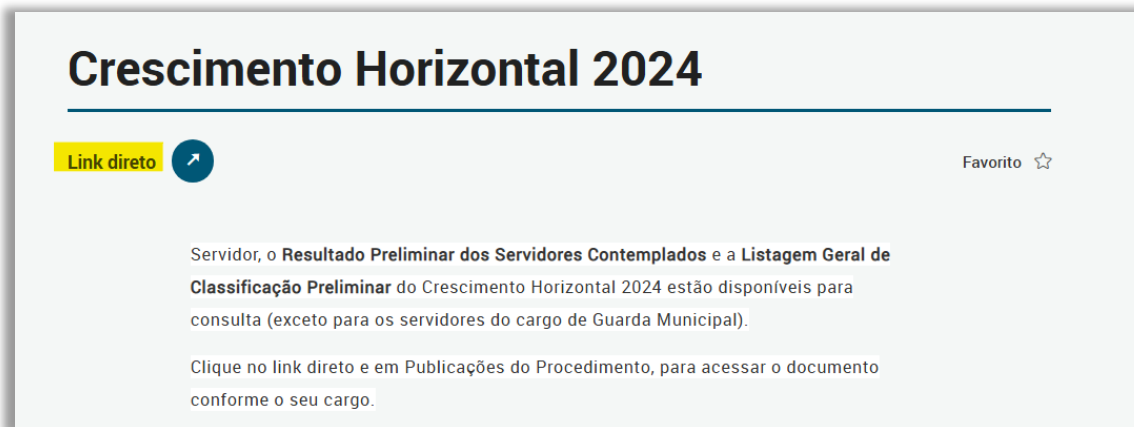 Crescimento Horizontal 2024
Link direto
Favorito
Servidor, o Resultado Preliminar dos Servidores Contemplados e a Listagem Geral de
Classificação Preliminar do Crescimento Horizontal 2024 estão disponíveis para
consulta (exceto para os servidores do cargo de Guarda Municipal).
Clique no link direto e em Publicações do Procedimento, para acessar o documento
conforme o seu cargo.